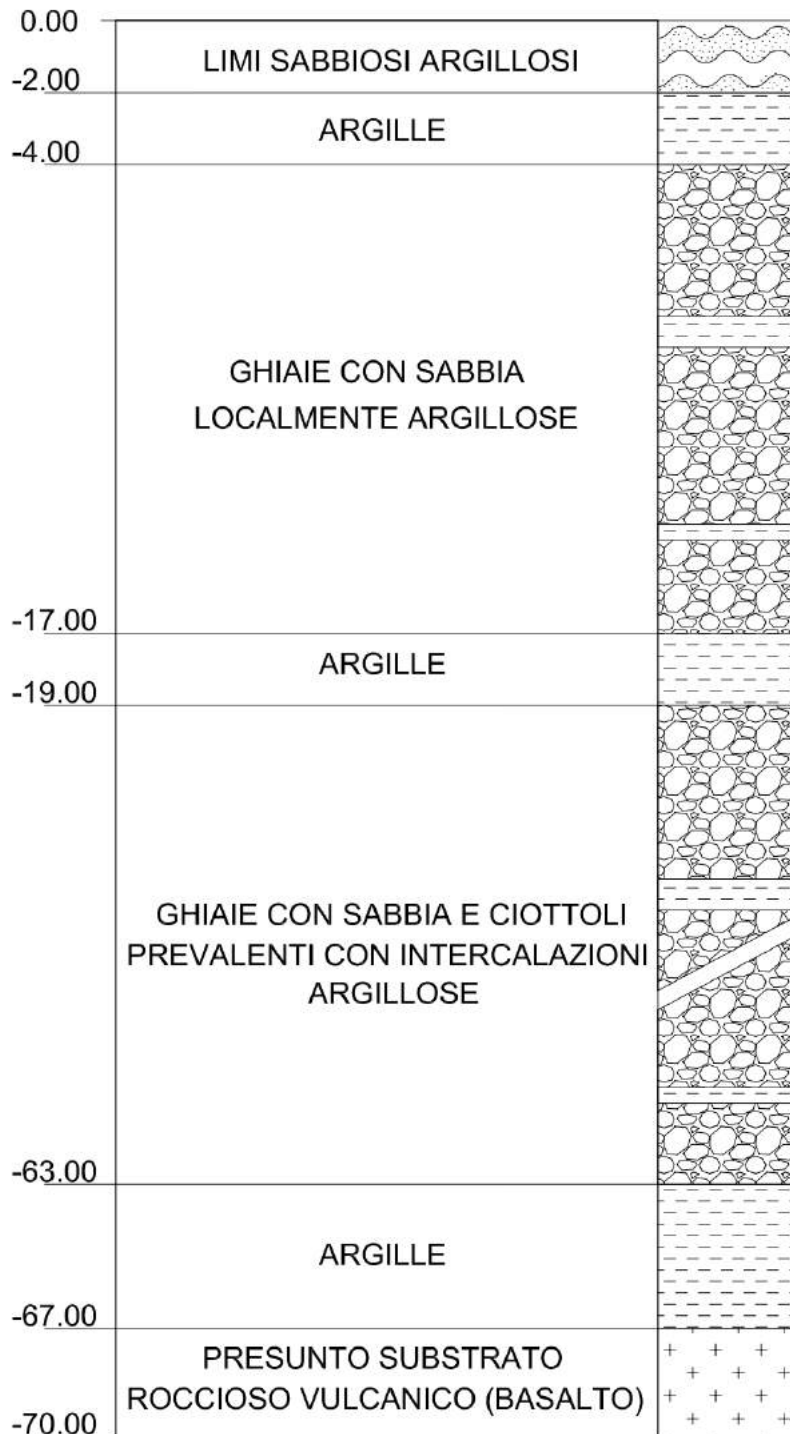 0.00
LIMI SABBIOSI ARGILLOSI
-2.00
ARGILLE
-4.00
GHIAIE CON SABBIA
LOCALMENTE ARGILLOSE
-17.00
ARGILLE
-19.00
GHIAIE CON SABBIA E CIOTTOLI
PREVALENTI CON INTERCALAZIONI
ARGILLOSE
-63.00
ARGILLE
-67.00
PRESUNTO SUBSTRATO
ROCCIOSO VULCANICO (BASALTO)
-70.00